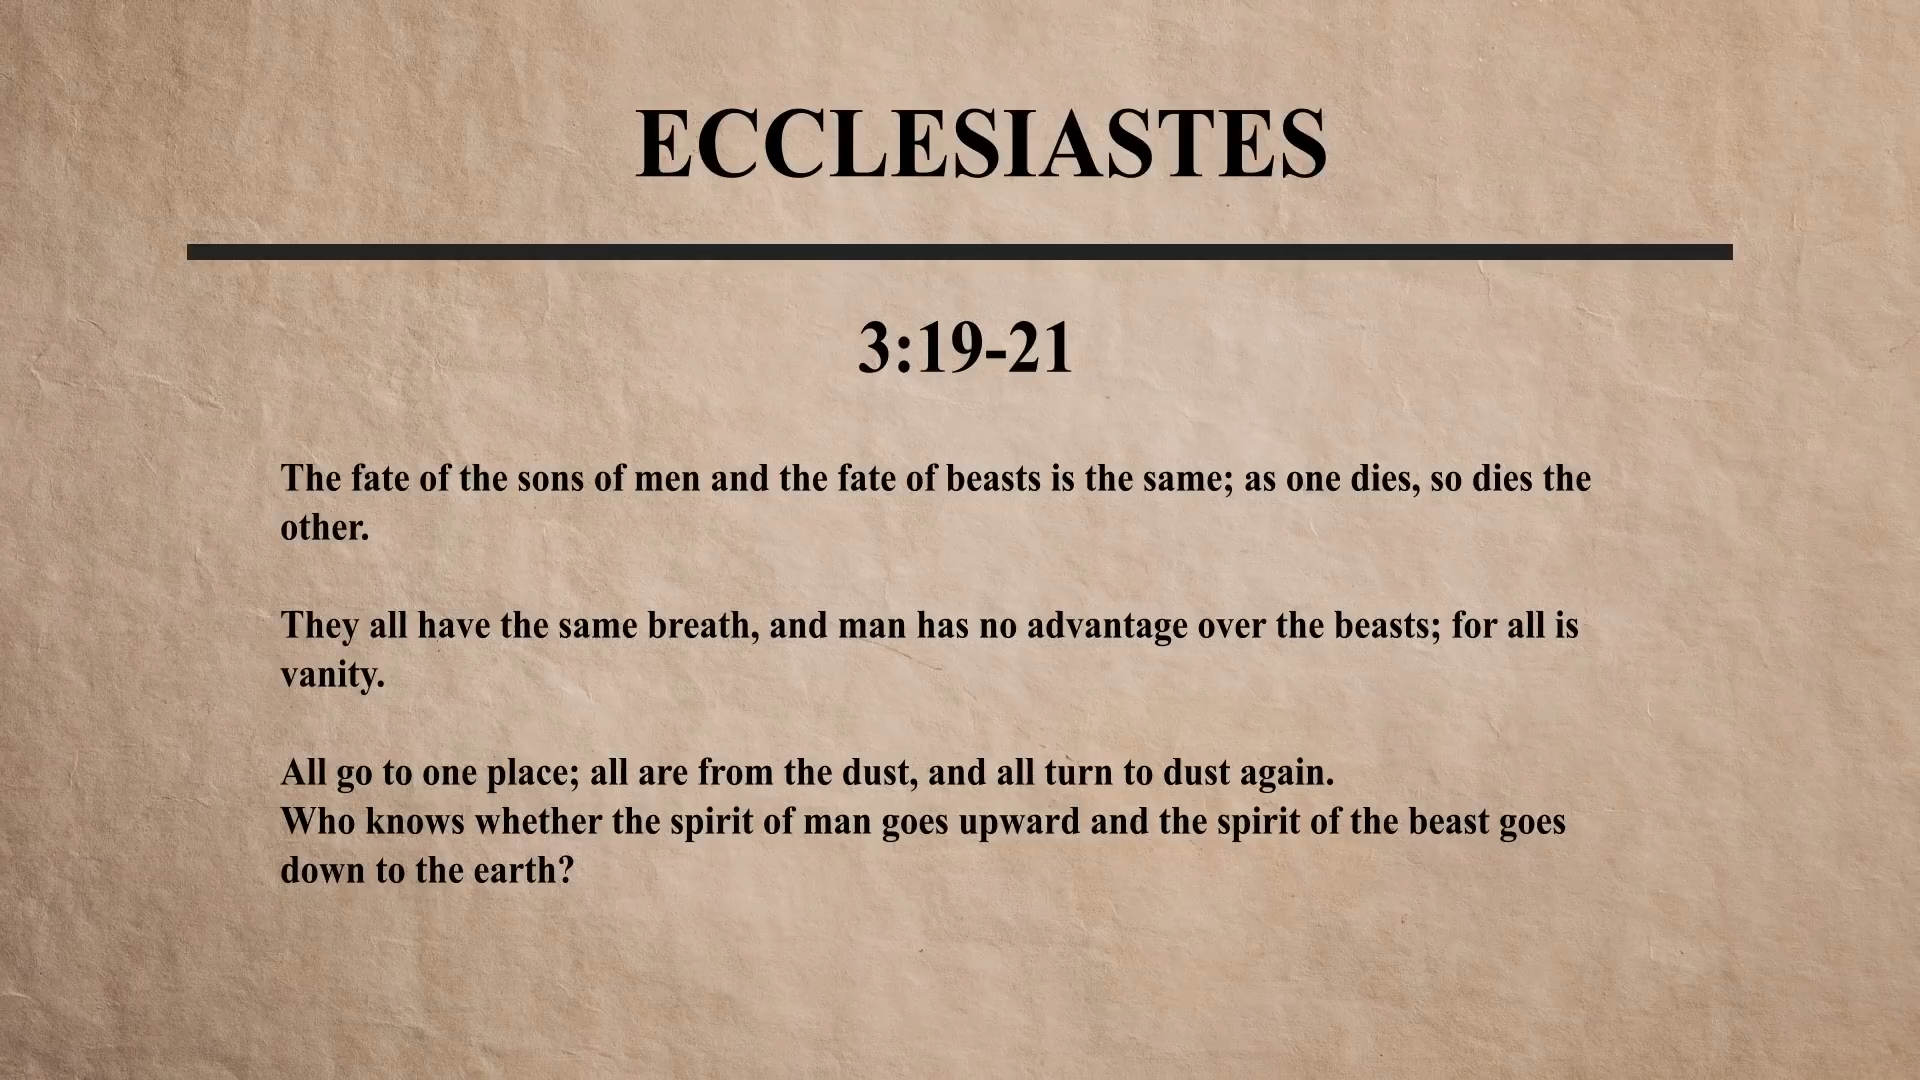 ECCLESIASTES
3:19-21
The fate of the sons of men and the fate of beasts is the same; as one dies, so dies the
other.
They all have the same breath, and man has no advantage over the beasts; for all is
vanity.
All go to one place; all are from the dust, and all turn to dust again.
Who knows whether the spirit of man goes upward and the spirit of the beast goes
down to the earth?